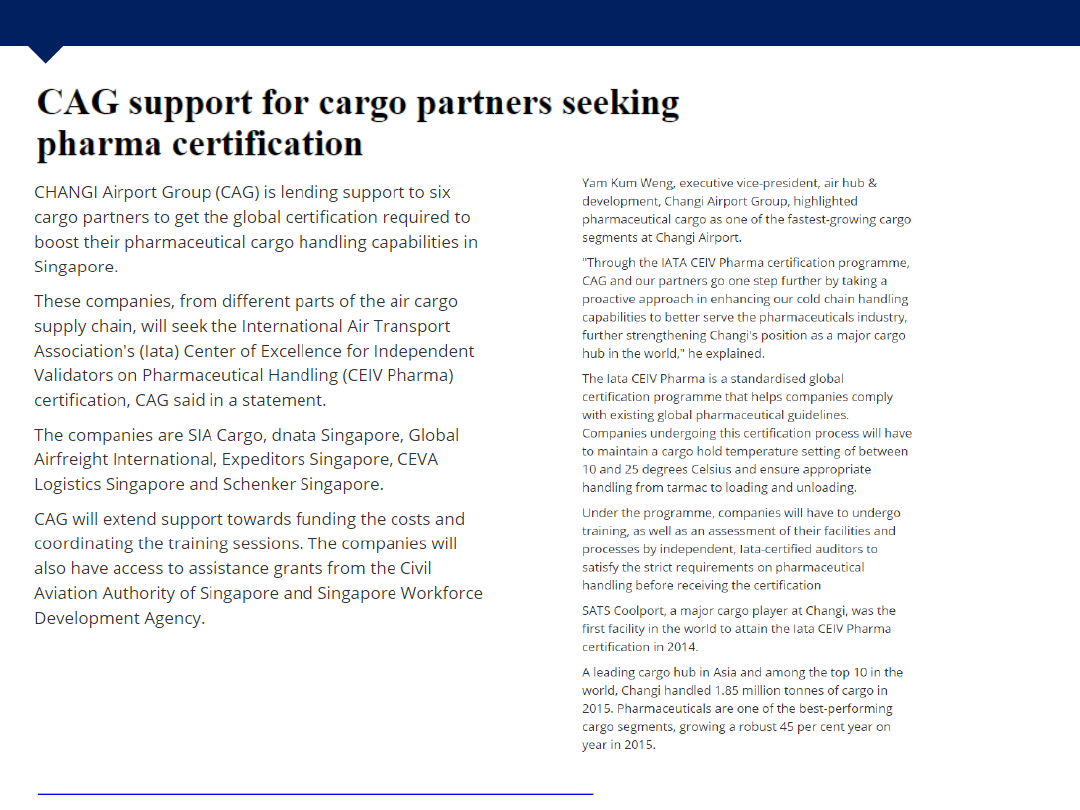 CAG support for cargo partners seeking
pharma certification
CHANGI Airport Group (CAG) is lending support to six
cargo partners to get the global certification required to
boost their pharmaceutical cargo handling capabilities in
Singapore.
These companies, from different parts of the air cargo
supply chain, will seek the International Air Transport
Association's (Iata) Center of Excellence for Independent
Validators on Pharmaceutical Handling (CEIV Pharma)
certification, CAG said in a statement.
The companies are SIA Cargo, dnata Singapore, Global
Airfreight International, Expeditors Singapore, CEVA
Logistics Singapore and Schenker Singapore.
CAG will extend support towards funding the costs and
coordinating the training sessions. The companies will
also have access to assistance grants from the Civil
Aviation Authority of Singapore and Singapore Workforce
Development Agency.
Yam Kum Weng, executive vice-president, air hub &
development, Changi Airport Group, highlighted
pharmaceutical cargo as one of the fastest-growing cargo
segments at Changi Airport.
"Through the IATA CEIV Pharma certification programme,
CAG and our partners go one step further by taking a
proactive approach in enhancing our cold chain handling
capabilities to better serve the pharmaceuticals industry,
further strengthening Changi's position as a major cargo
hub in the world," he explained.
The Iata CEIV Pharma is a standardised global
certification programme that helps companies comply
with existing global pharmaceutical guidelines.
Companies undergoing this certification process will have
to maintain a cargo hold temperature setting of between
10 and 25 degrees Celsius and ensure appropriate
handling from tarmac to loading and unloading.
Under the programme, companies will have to undergo
training, as well as an assessment of their facilities and
processes by independent, Iata-certified auditors to
satisfy the strict requirements on pharmaceutical
handling before receiving the certification
SATS Coolport, a major cargo player at Changi, was the
first facility in the world to attain the Iata CEIV Pharma
certification in 2014.
A leading cargo hub in Asia and among the top 10 in the
world, Changi handled 1.85 million tonnes of cargo in
2015. Pharmaceuticals are one of the best-performing
cargo segments, growing a robust 45 per cent year on
year in 2015.